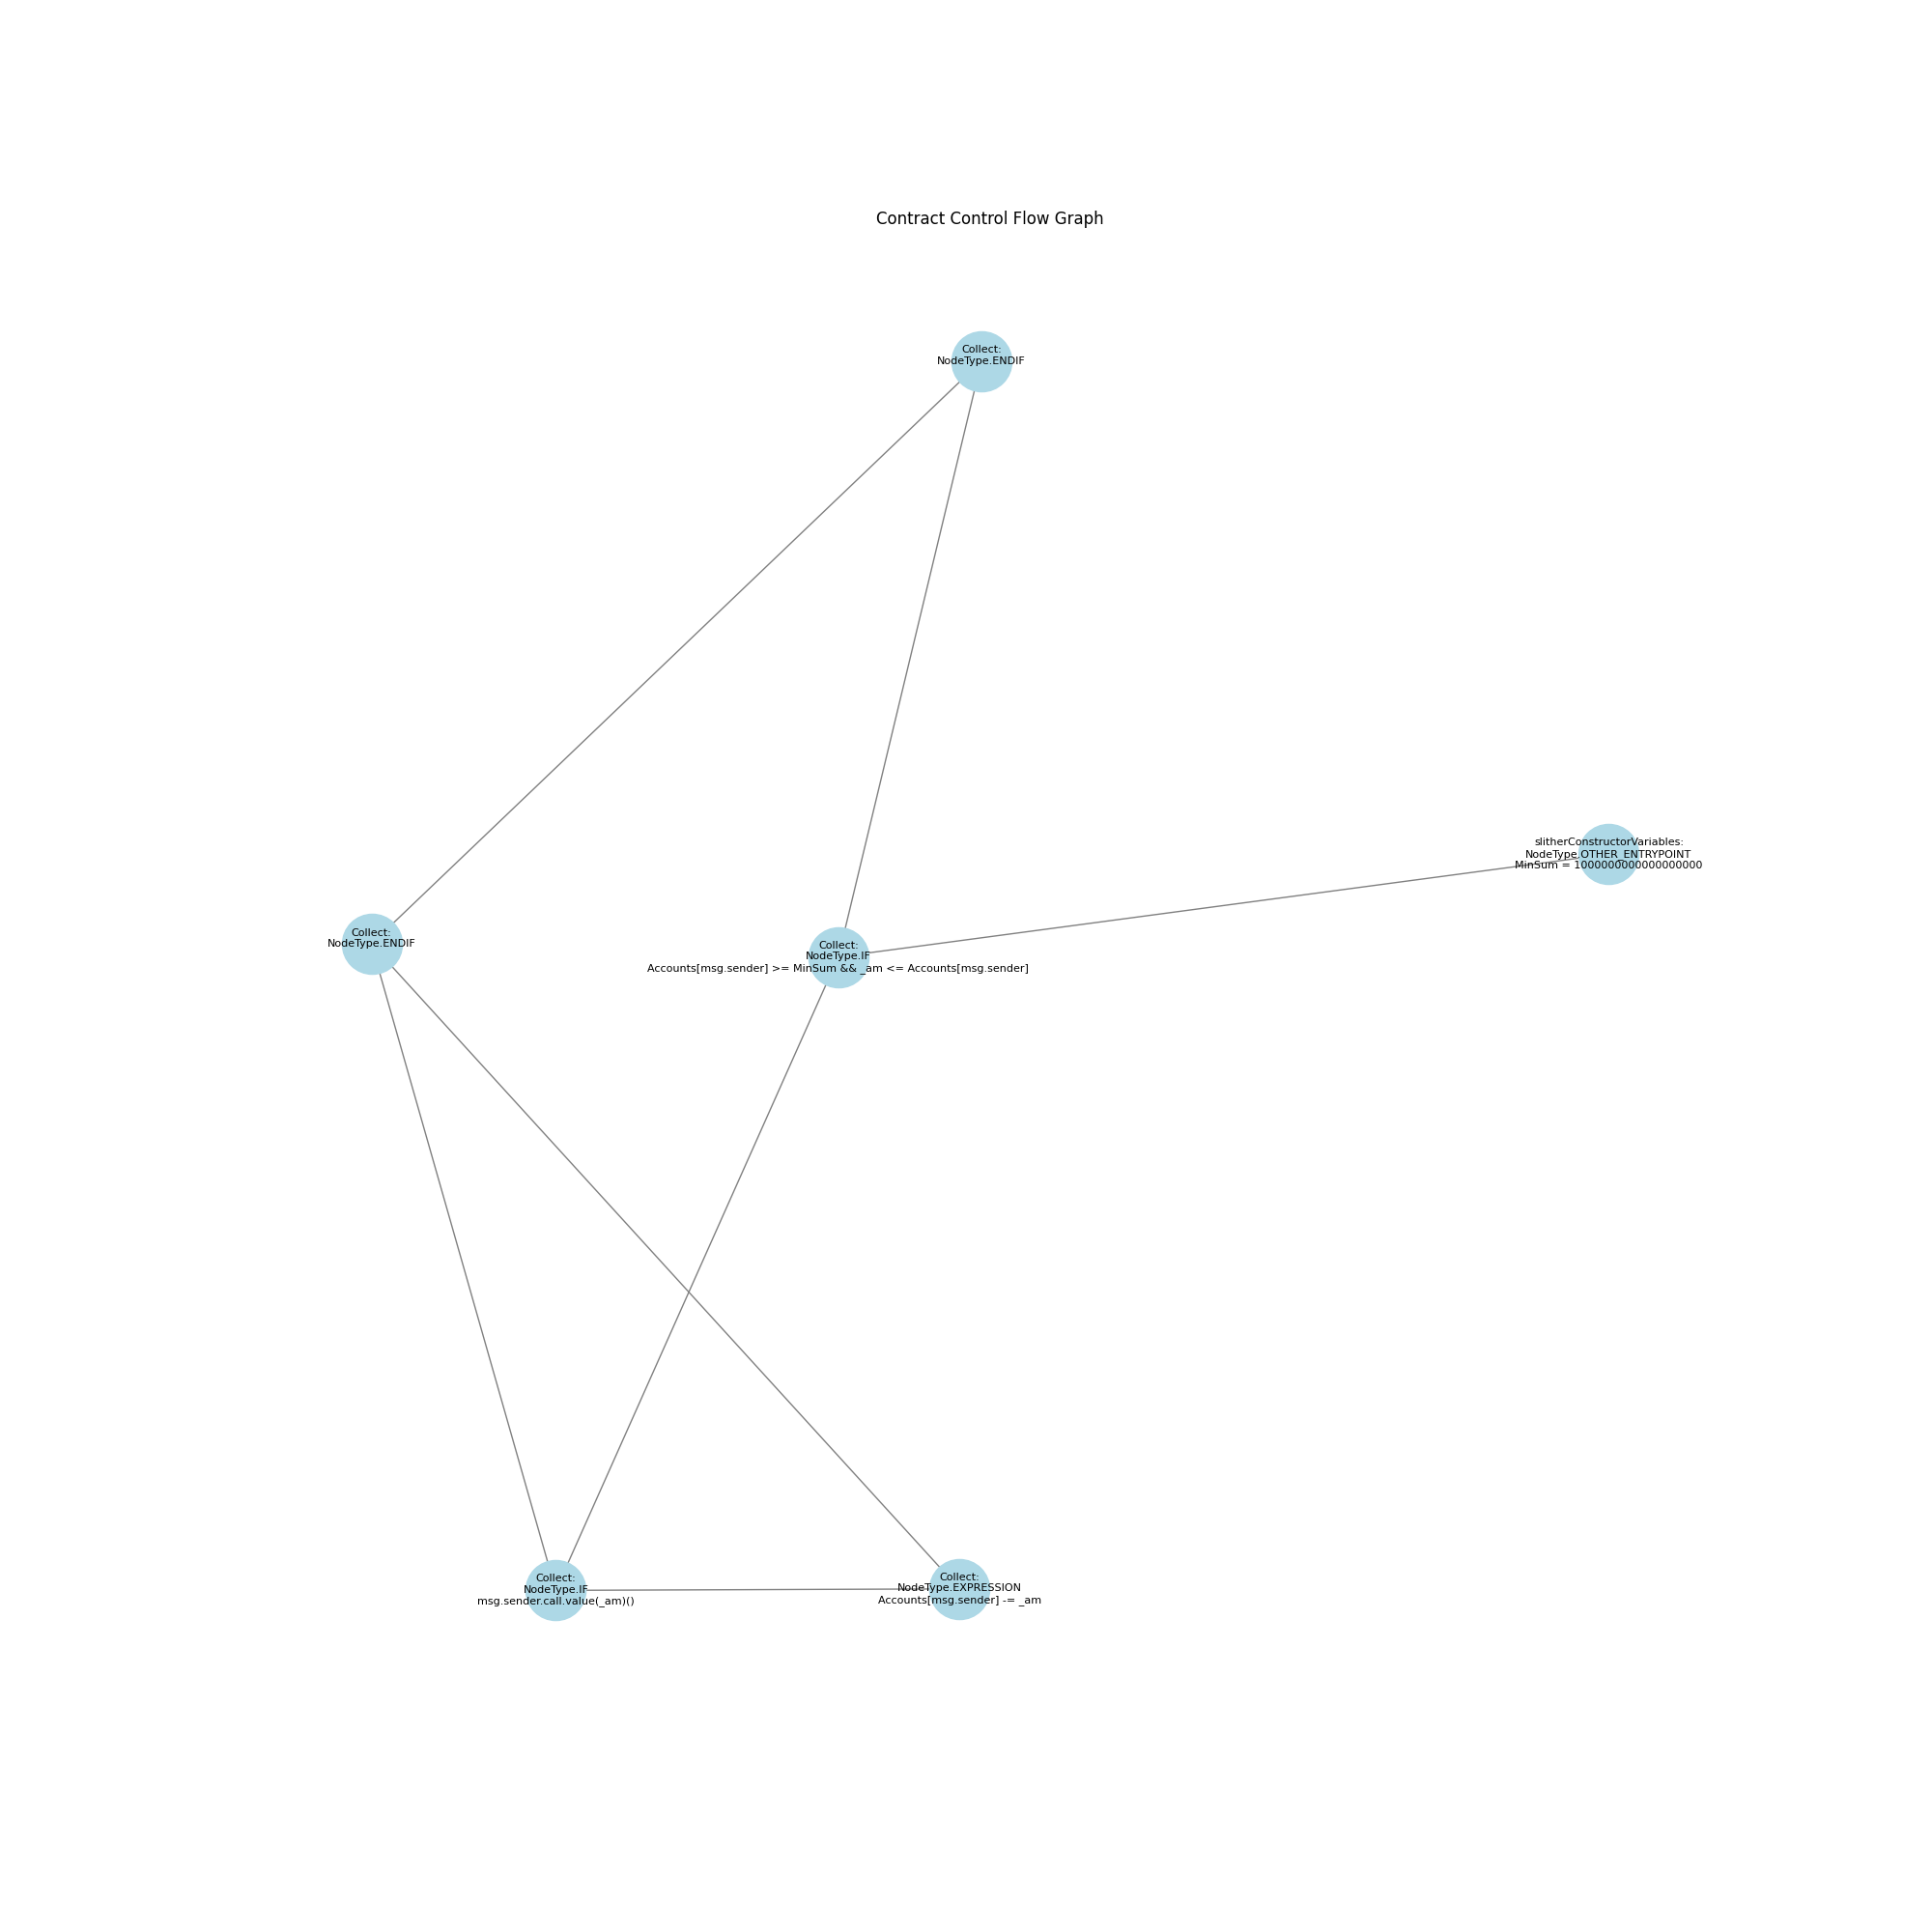 Contract Control Flow Graph
Collect:
NodeType.ENDIF
slitherConstructorVariables:
NodeType.OTHER_ENTRYPOINT
MinSum = 1000000000000000000
Collect:
NodeType.ENDIF
Collect:
NodeType.IF
Accounts[msg.sender] >= MinSum && _am <= Accounts[msg.sender]
Collect:
NodeType.IF
msg.sender.call.value(_am)()
Collect:
NodeType.EXPRESSION
Accounts[msg.sender] -= _am